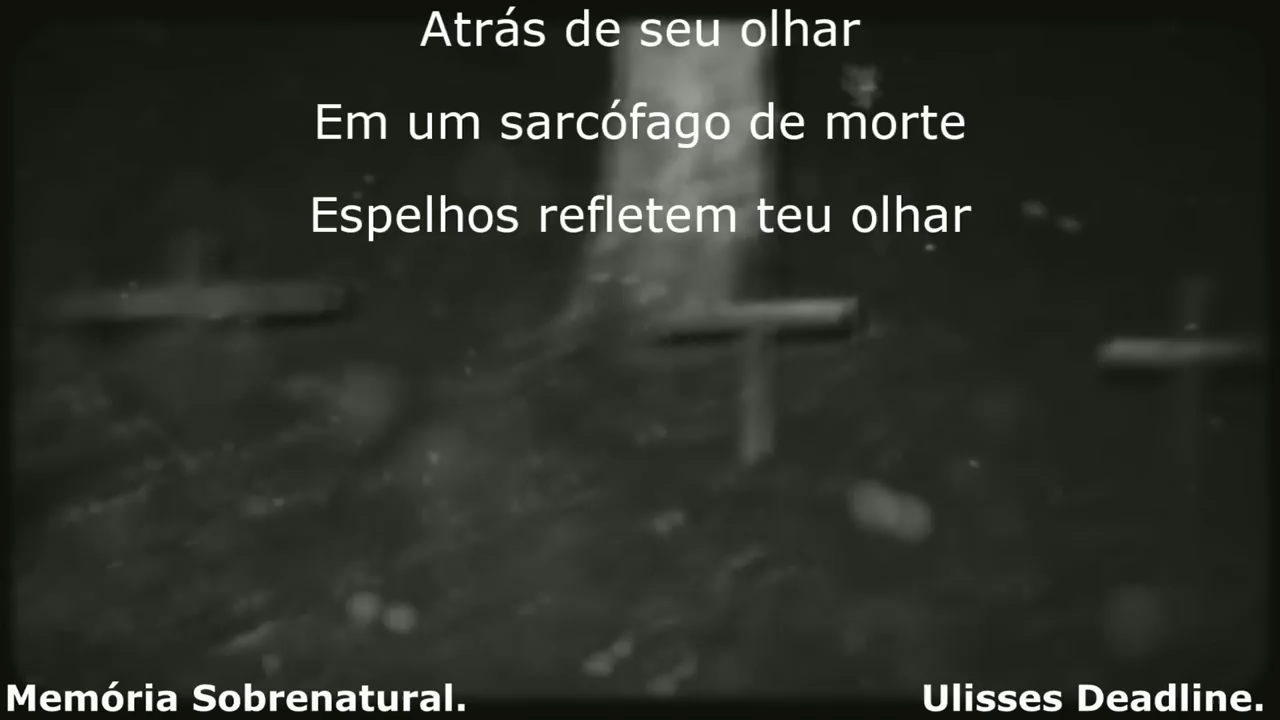 Atrás de seu olhar
Em um sarcófago de morte
Espelhos refletem teu olhar
Memória Sobrenatural.
Ulisses Deadline.